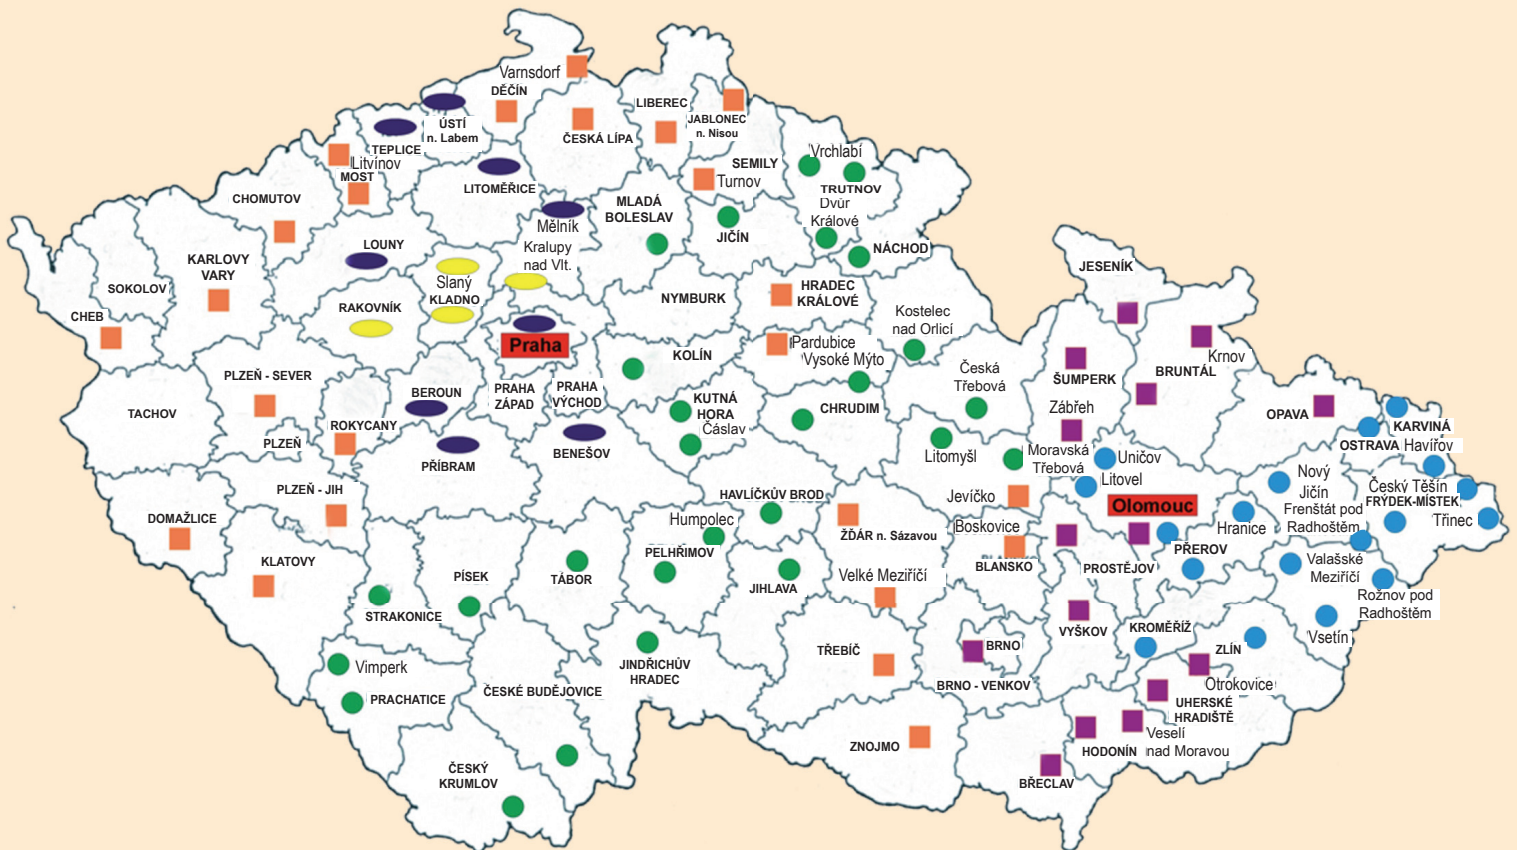 Varnsdorf
DĚČÍN
LIBEREC
JABLONEC
n. Nisou
ÚSTÍ
n. Labem
TEPLICE
ČESKÁ LÍPA
Litvínov
MOST
SEMILY
Turnov
Vrchlabí
TRUTNOV
Dvůr
Králové
LITOMĚŘICE
CHOMUTOV
MLADÁ
BOLESLAV
JIČÍN
NÁCHOD
Mělník
Kralupy
nad Vlt.
LOUNY
KARLOVY
VARY
SOKOLOV
CHEB
Slaný
KLADNO
RAKOVNÍK
NYMBURK
HRADEC
KRÁLOVÉ
JESENÍK
Kostelec
nad Orlicí
Praha
Pardubice
Vysoké Mýto
KOLÍN
Krnov
BRUNTÁL
ŠUMPERK
Česká
Třebová
PLZEŇ - SEVER
BEROUN
PRAHA
ZÁPAD
PRAHA
VÝCHOD
KUTNÁ
HORA
Čáslav
CHRUDIM
Zábřeh
TACHOV
ROKYCANY
PLZEŇ
OPAVA
KARVINÁ
OSTRAVA
Havířov
PŘÍBRAM
BENEŠOV
Litomyšl
Moravská
Třebová
Uničov
Litovel
Nový
Jičín
Frenštát pod
Radhoštěm
Český Těšín
FRÝDEK-MÍSTEK
Třinec
PLZEŇ - JIH
HAVLÍČKŮV BROD
Jevíčko
Olomouc
Hranice
DOMAŽLICE
Humpolec
ŽĎÁR n. Sázavou
Boskovice
BLANSKO
PROSTĚJOV
PŘEROV
Valašské
Meziříčí
KLATOVY
PELHŘIMOV
JIHLAVA
Velké Meziříčí
PÍSEK
TÁBOR
STRAKONICE
Rožnov pod
Radhoštěm
VYŠKOV
KROMĚŘÍŽ
Vsetín
ZLÍN
TŘEBÍČ
BRNO
BRNO - VENKOV
Otrokovice
JINDŘICHŮV
HRADEC
Vimperk
PRACHATICE
ČESKÉ BUDĚJOVICE
UHERSKÉ
HRADIŠTĚ
Veselí
nad Moravou
HODONÍN
ZNOJMO
BŘECLAV
ČESKÝ
KRUMLOV